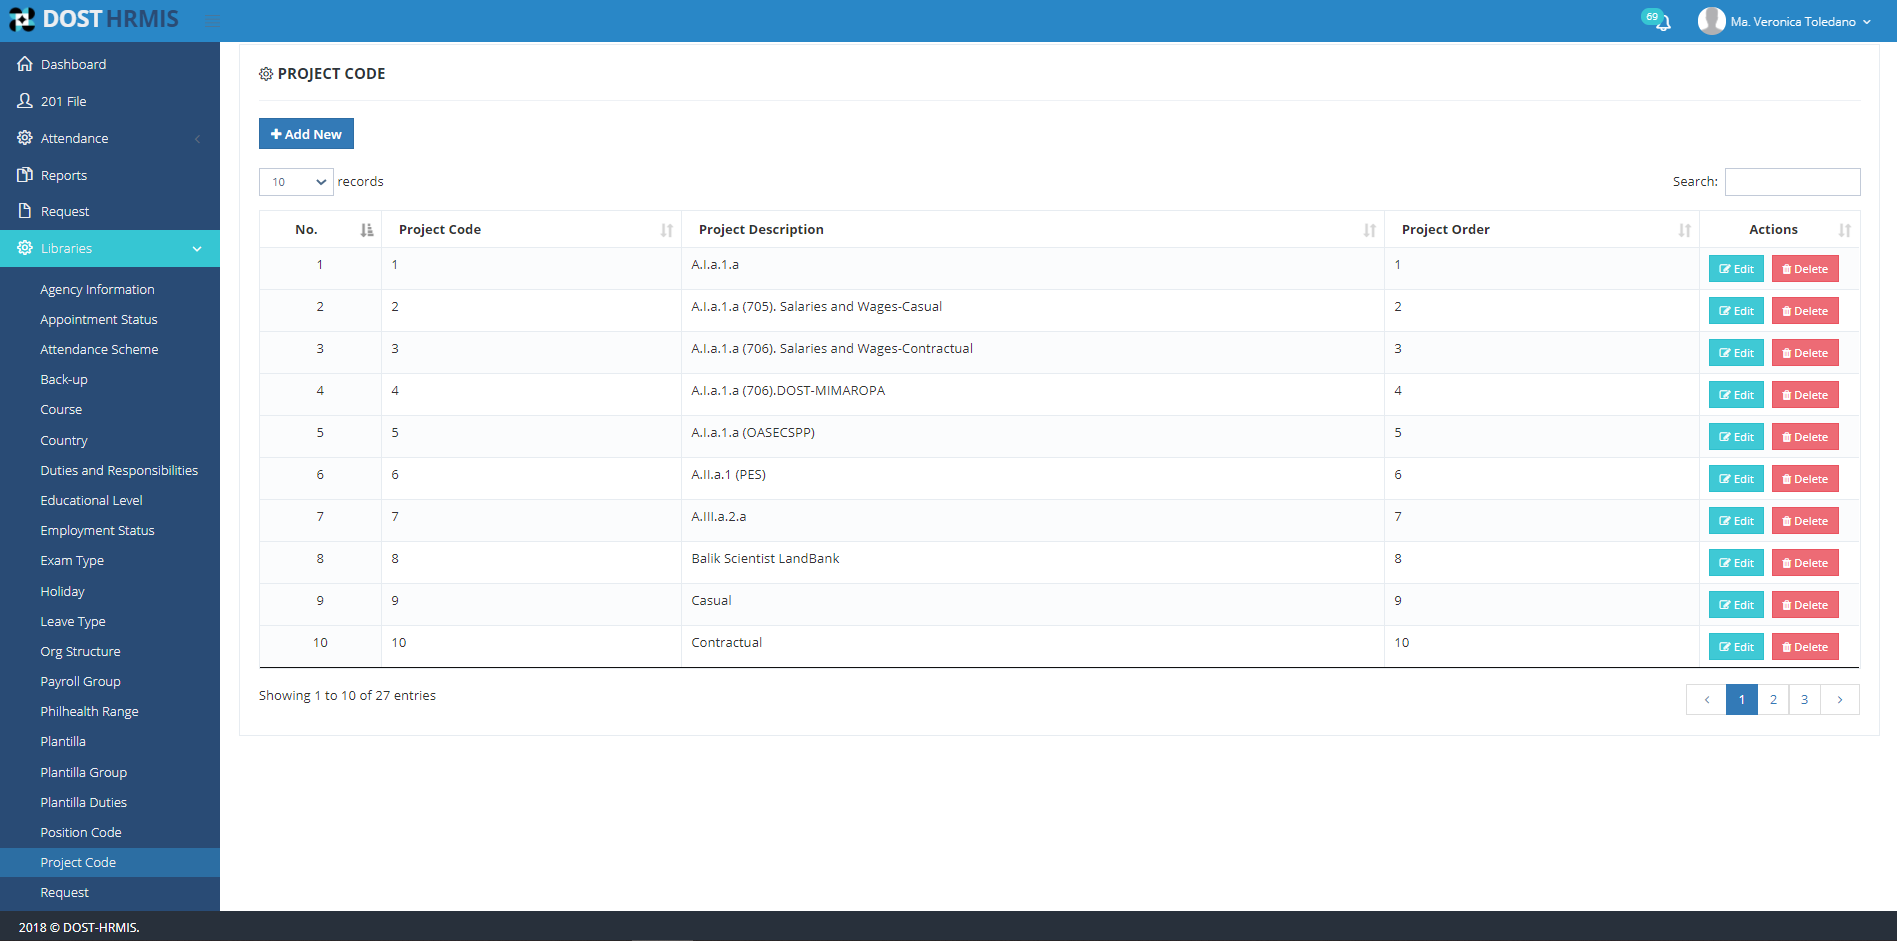 DOST HRMIS
69
Ma. Veronica Toledano
Dashboard
201 File
Attendance
Reports
Request
Libraries
Agency Information
Appointment Status
Attendance Scheme
Back-up
Course
Country
Duties and Responsibilities
Educational Level
Employment Status
Exam Type
Holiday
Leave Type
Org Structure
Payroll Group
Philhealth Range
Plantilla
Plantilla Group
Plantilla Duties
Position Code
Project Code
Request
PROJECT CODE
Add New
10 records
Search:
No. Project Code Project Description Project Order Actions
1 1 A.I.a.1.a 1 Edit Delete
2 2 A.I.a.1.a (705). Salaries and Wages-Casual 2 Edit Delete
3 3 A.I.a.1.a (706). Salaries and Wages-Contractual 3 Edit Delete
4 4 A.I.a.1.a (706).DOST-MIMAROPA 4 Edit Delete
5 5 A.I.a.1.a (OASECSPP) 5 Edit Delete
6 6 A.II.a.1 (PES) 6 Edit Delete
7 7 A.III.a.2.a 7 Edit Delete
8 8 Balik Scientist LandBank 8 Edit Delete
9 9 Casual 9 Edit Delete
10 10 Contractual 10 Edit Delete
Showing 1 to 10 of 27 entries
1 2 3
2018 © DOST-HRMIS.